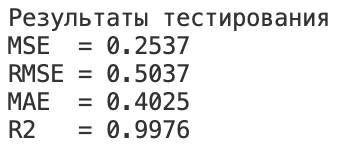 Результаты тестирования
MSE  = 0.2537
RMSE = 0.5037
MAE  = 0.4025
R2   = 0.9976